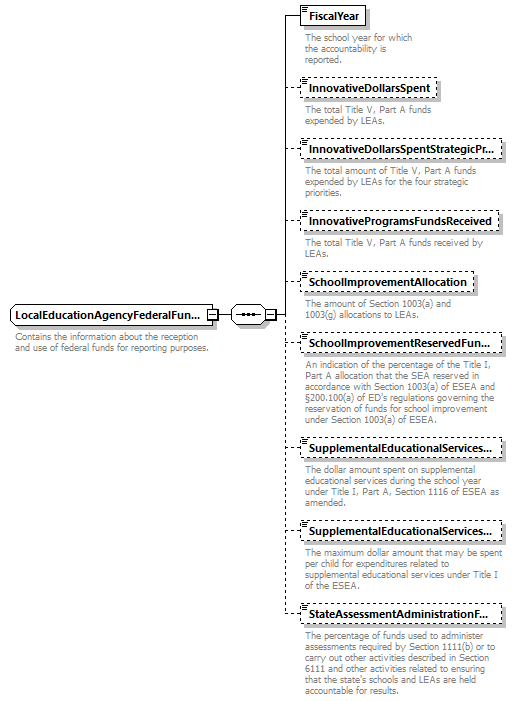 FiscalYear
The school year for which
the accountability is
reported.
InnovativeDollarsSpent
The total Title V, Part A funds
expended by LEAs.
InnovativeDollarsSpentStrategicPr...
The total amount of Title V, Part A funds
expended by LEAs for the four strategic
priorities.
InnovativeProgramsFundsReceived
The total Title V, Part A funds received by
LEAs.
SchoolImprovementAllocation
The amount of Section 1003(a) and
1003(g) allocations to LEAs.
LocalEducationAgencyFederalFun...
Contains the information about the reception
and use of federal funds for reporting purposes.
SchoolImprovementReservedFun...
An indication of the percentage of the Title I,
Part A allocation that the SEA reserved in
accordance with Section 1003(a) of ESEA and
§200.100(a) of ED's regulations governing the
reservation of funds for school improvement
under Section 1003(a) of ESEA.
SupplementalEducationalServices...
The dollar amount spent on supplemental
educational services during the school year
under Title I, Part A, Section 1116 of ESEA as
amended.
SupplementalEducationalServices...
The maximum dollar amount that may be spent
per child for expenditures related to
supplemental educational services under Title I
of the ESEA.
StateAssessmentAdministrationF...
The percentage of funds used to administer
assessments required by Section 1111(b) or to
carry out other activities described in Section
6111 and other activities related to ensuring
that the state's schools and LEAs are held
accountable for results.